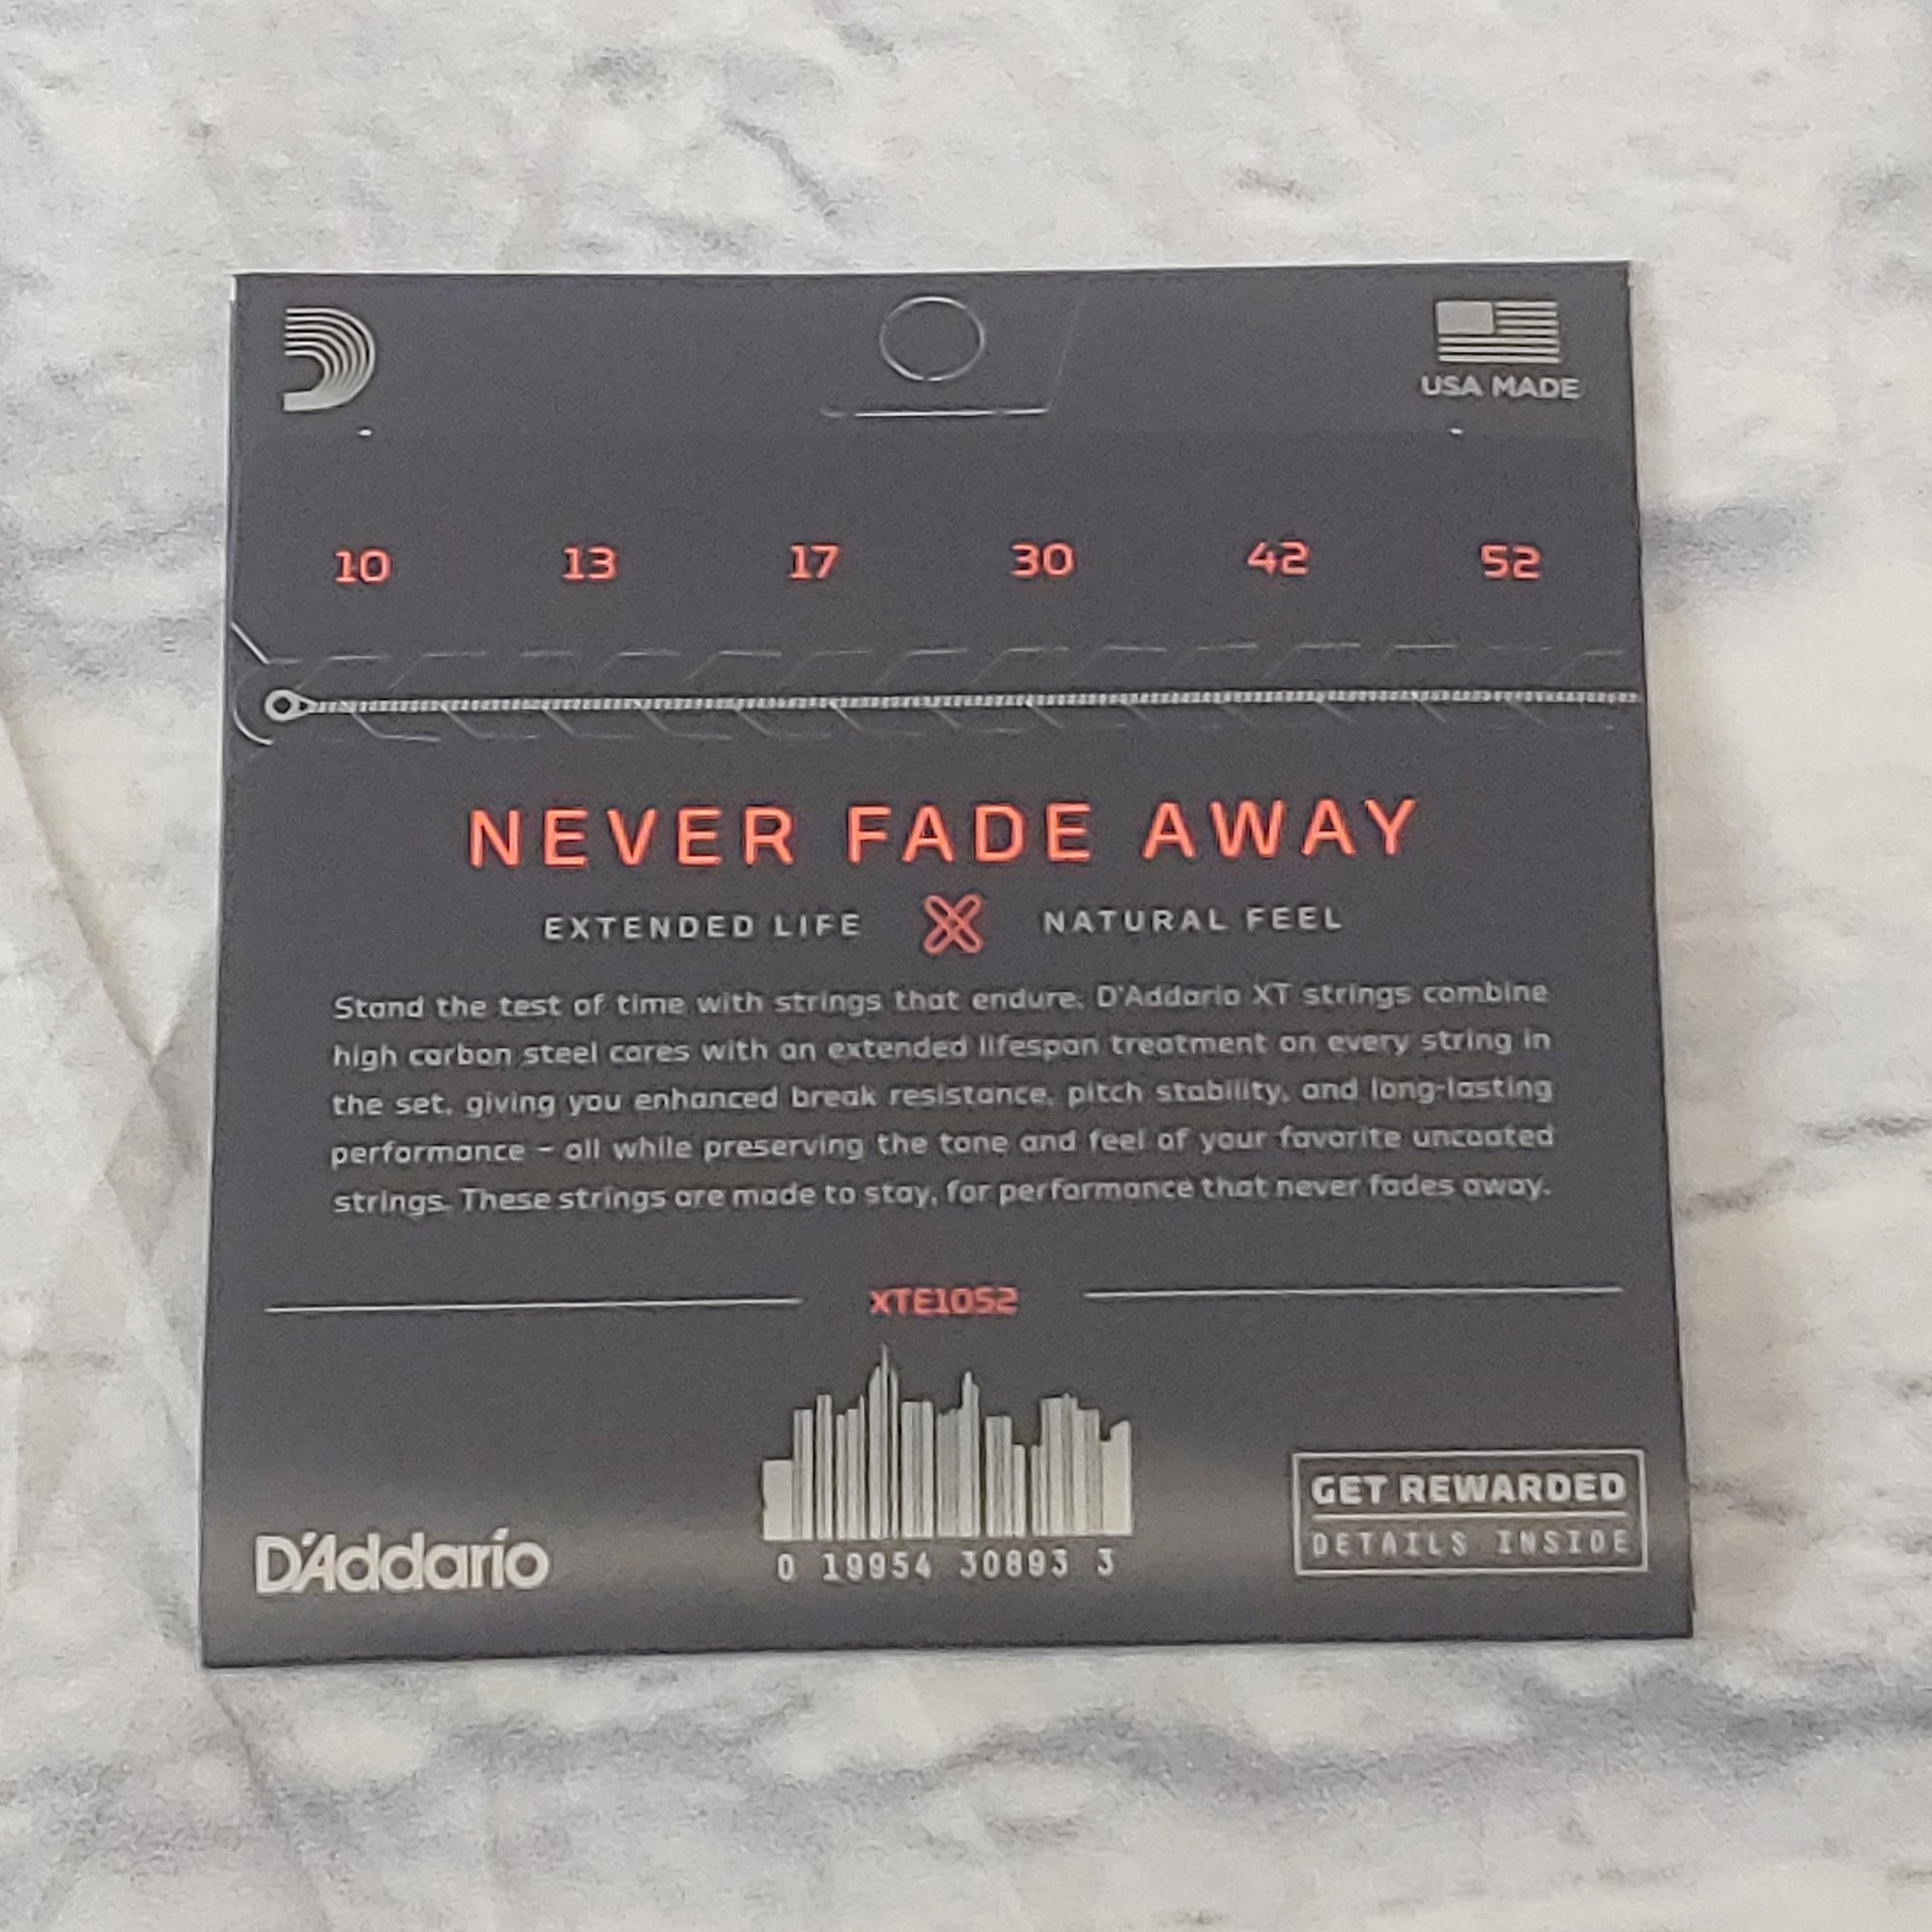 USA MADE
10 13 17 30 42 52
NEVER FADE AWAY
EXTENDED LIFE X NATURAL FEEL
Stand the test of time with strings that endure. D'Addario XT strings combine
high carbon steel cores with an extended lifespan treatment on every string in
the set, giving you enhanced break resistance, pitch stability, and long-lasting
performance – all while preserving the tone and feel of your favorite uncoated
strings. These strings are made to stay, for performance that never fades away.
XTE1052
0 19954 30893 3
D'Addario
GET REWARDED
DETAILS INSIDE